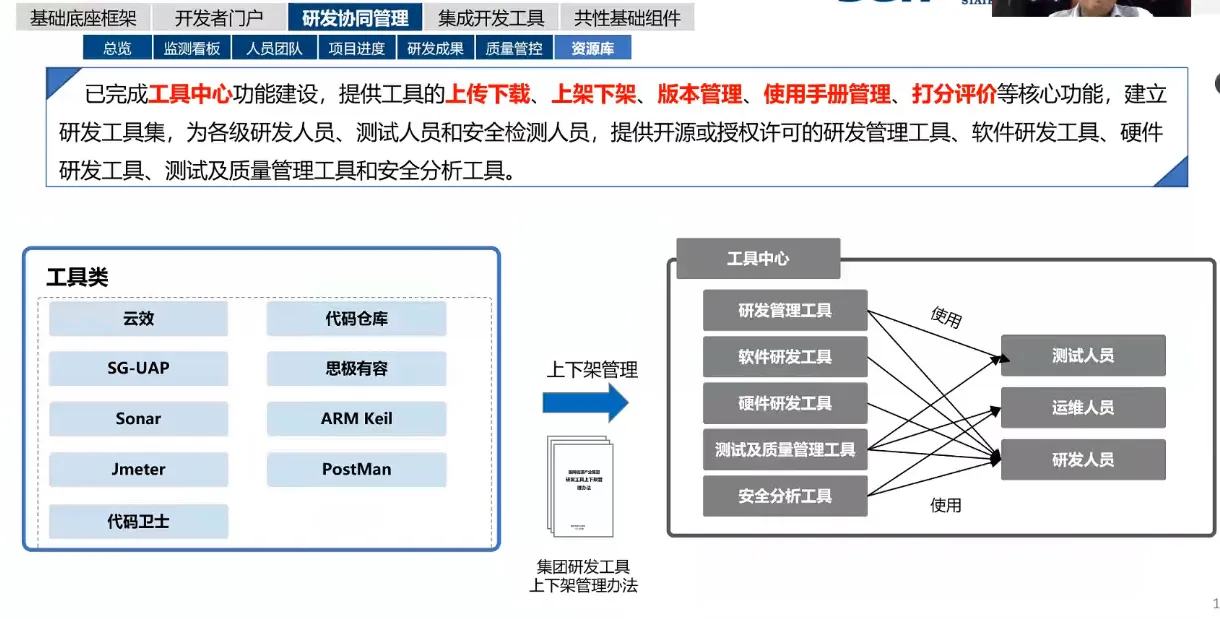 基础底座框架 开发者门户 研发协同管理 集成开发工具 共性基础组件
总览 监测看板 人员团队 项目进度 研发成果 质量管控 资源库
已完成工具中心功能建设，提供工具的上传下载、上架下架、版本管理、使用手册管理、打分评价等核心功能，建立
研发工具集，为各级研发人员、测试人员和安全检测人员，提供开源或授权许可的研发管理工具、软件研发工具、硬件
研发工具、测试及质量管理工具和安全分析工具。
工具类
云效 代码仓库
SG-UAP 思极有容
Sonar ARM Keil
Jmeter PostMan
代码卫士
上下架管理
研发工具上下架管
理办法
集团研发工具
上下架管理办法
工具中心
研发管理工具
软件研发工具
硬件研发工具
测试及质量管理工具
安全分析工具
使用
使用
测试人员
运维人员
研发人员
1